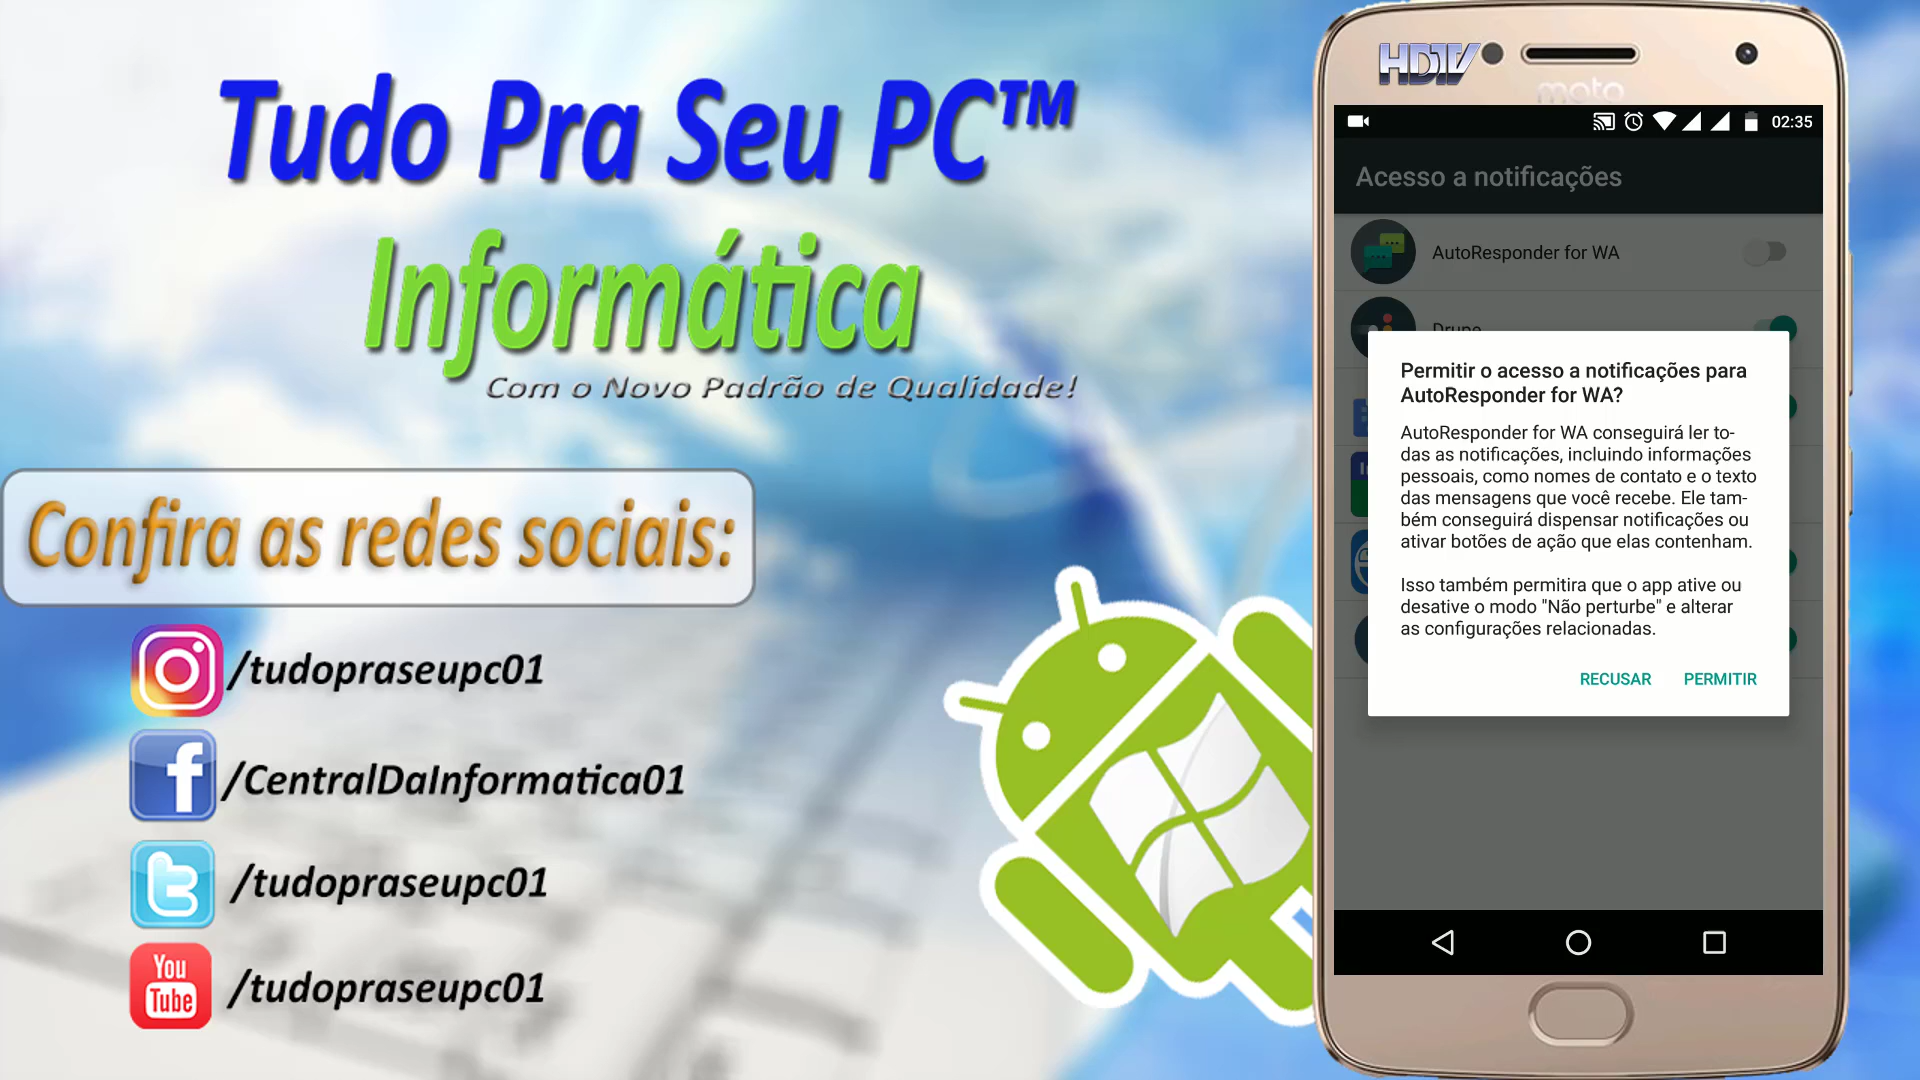 Tudo Pra Seu PC™
Informática
Com o Novo Padrão de Qualidade!
Confira as redes sociais:
/tudopraseupc01
/CentralDaInformatica01
/tudopraseupc01
You
Tube
/tudopraseupc01
HDTV
moto
02:35
Acesso a notificações
AutoResponder for WA
Drupe
Permitir o acesso a notificações para
AutoResponder for WA?
AutoResponder for WA conseguirá ler to-
das as notificações, incluindo informações
pessoais, como nomes de contato e o texto
das mensagens que você recebe. Ele tam-
bém conseguirá dispensar notificações ou
ativar botões de ação que elas contenham.
Isso também permitira que o app ative ou
desative o modo "Não perturbe" e alterar
as configurações relacionadas.
RECUSAR
PERMITIR